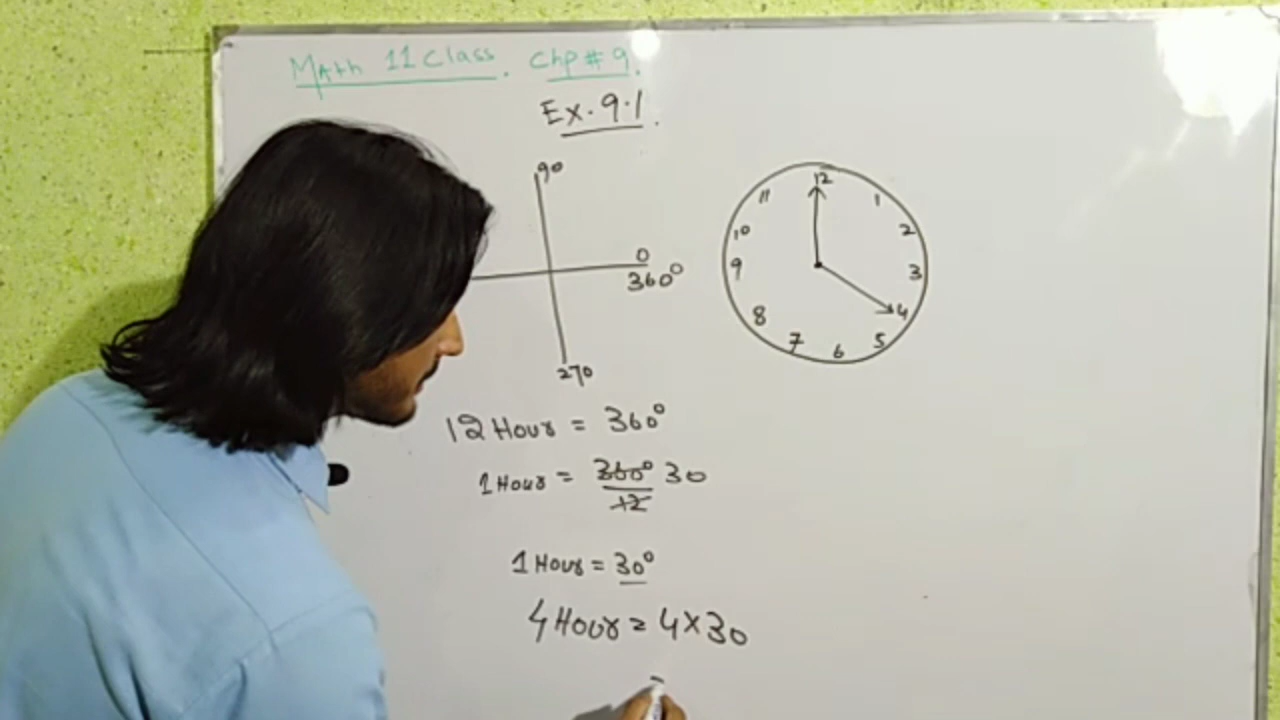 Math 11 Class. Chp # 9.
Ex. 9.1.
90
0
360°
270
12
1
2
3
4
5
6
7
8
9
10
11
12 Hour = 360°
1 Hour = 360°/12 30
1 Hour = 30°
4 Hour = 4×30